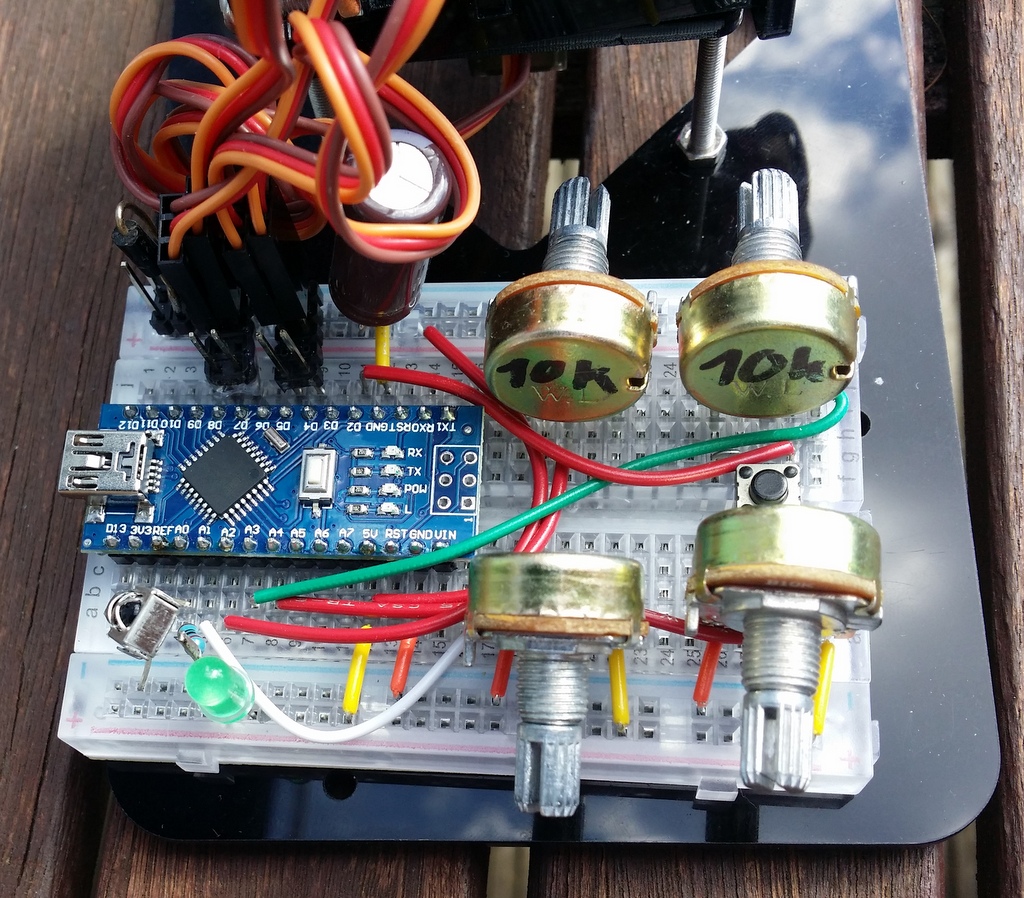 10k
10k
D12 D11 D10 D9 D8 D7 D6 D5 D4 D3 D2 GND RST RX0 TX1
RX
TX
POW
L
1
D13 3V3 REF A0 A1 A2 A3 A4 A5 A6 A7 5V RST GND VIN
c
b
a